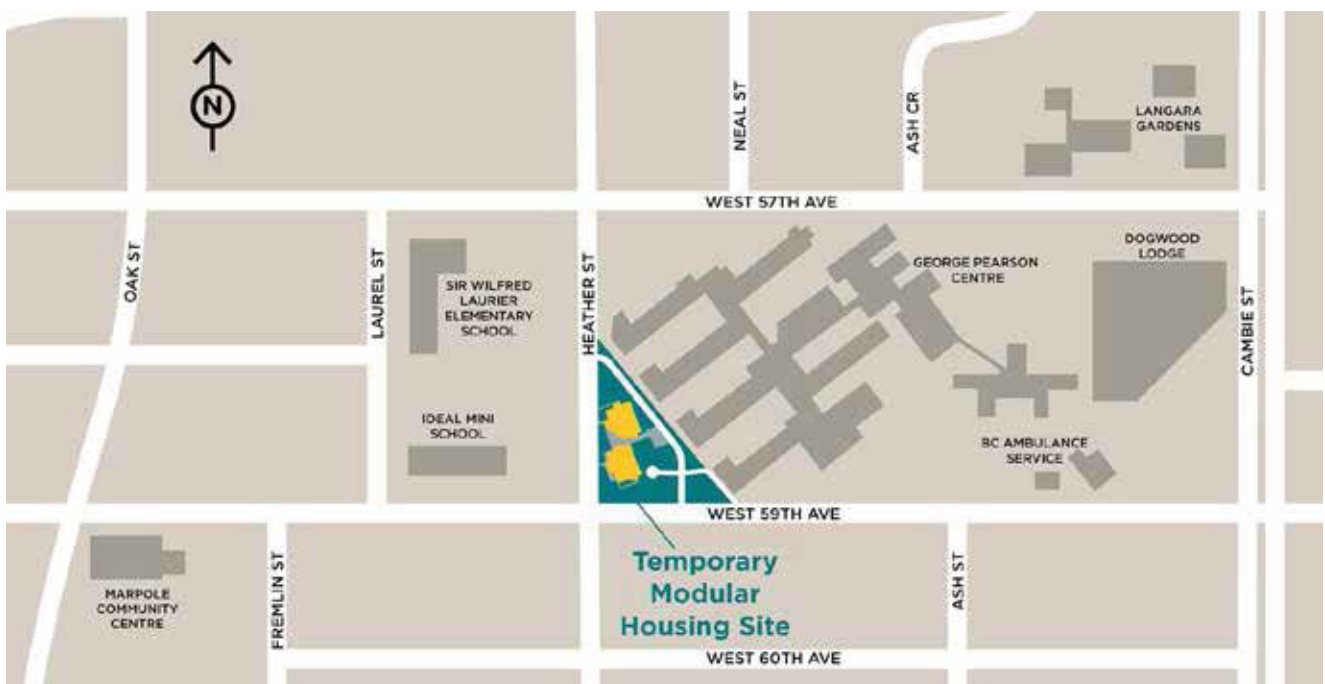 N
NEAL ST
ASH CR
LANGARA
GARDENS
WEST 57TH AVE
OAK ST
LAUREL ST
SIR WILFRED
LAURIER
ELEMENTARY
SCHOOL
HEATHER ST
GEORGE PEARSON
CENTRE
DOGWOOD
LODGE
CAMBIE ST
IDEAL MINI
SCHOOL
BC AMBULANCE
SERVICE
WEST 59TH AVE
MARPOLE
COMMUNITY
CENTRE
FREMLIN ST
Temporary
Modular
Housing Site
ASH ST
WEST 60TH AVE